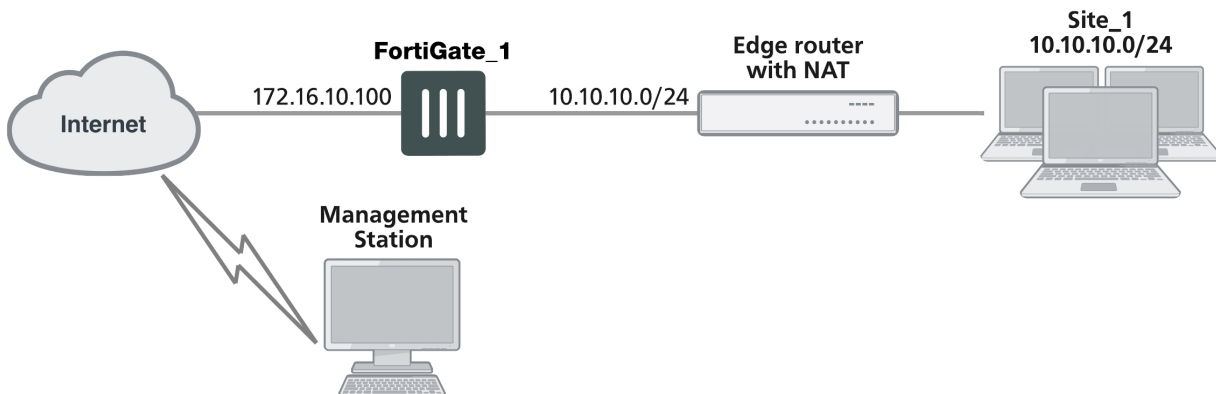 Site_1
10.10.10.0/24
FortiGate_1
Edge router
with NAT
172.16.10.100
10.10.10.0/24
Internet
Management
Station